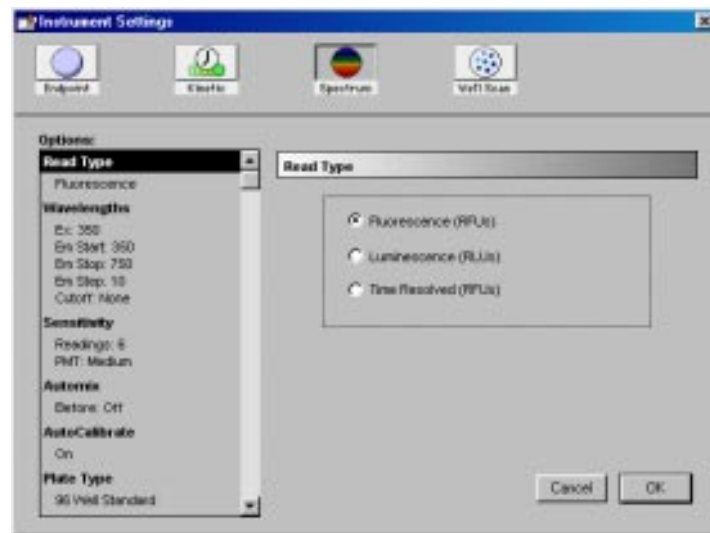 Instrument Settings
Endpoint
Kinetic
Spectrum
Well Scan
Options:
Read Type
Fluorescence
Wavelengths
Ex: 350
Em Start: 360
Em Stop: 750
Em Step: 10
Cutoff: None
Sensitivity
Readings: 6
PMT: Medium
Automix
Before: Off
AutoCalibrate
On
Plate Type
96 Well Standard
Read Type
Fluorescence (RFUs)
Luminescence (RLUs)
Time Resolved (RFUs)
Cancel
OK